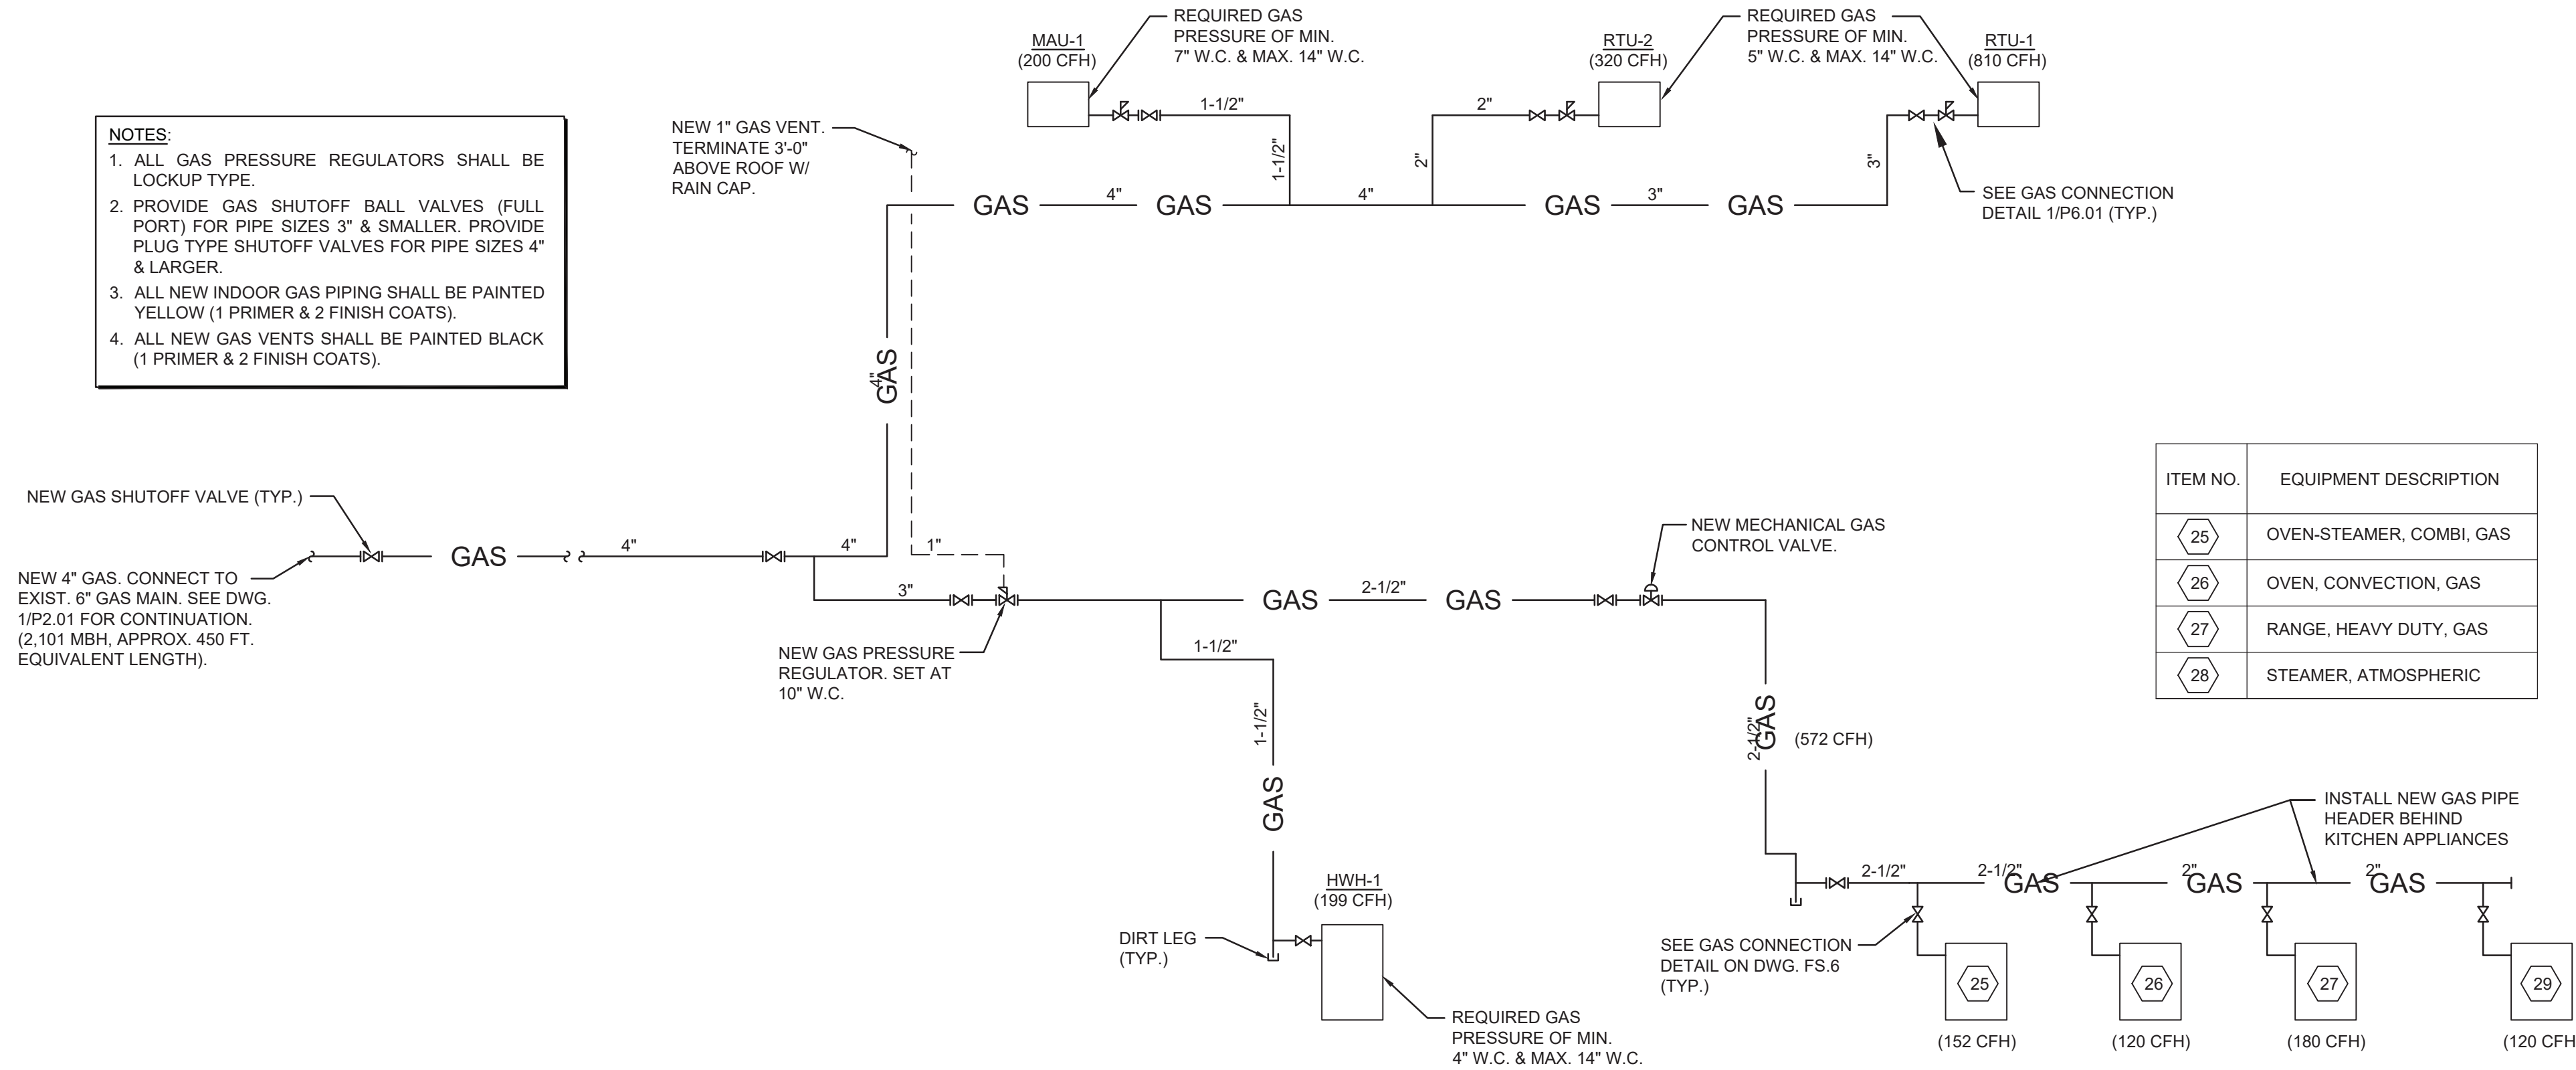 REQUIRED GAS
PRESSURE OF MIN.
7" W.C. & MAX. 14" W.C.
REQUIRED GAS
PRESSURE OF MIN.
5" W.C. & MAX. 14" W.C.
MAU-1
(200 CFH)
RTU-2
(320 CFH)
RTU-1
(810 CFH)
NOTES:
1. ALL GAS PRESSURE REGULATORS SHALL BE
LOCKUP TYPE.
2. PROVIDE GAS SHUTOFF BALL VALVES (FULL
PORT) FOR PIPE SIZES 3" & SMALLER. PROVIDE
PLUG TYPE SHUTOFF VALVES FOR PIPE SIZES 4"
& LARGER.
3. ALL NEW INDOOR GAS PIPING SHALL BE PAINTED
YELLOW (1 PRIMER & 2 FINISH COATS).
4. ALL NEW GAS VENTS SHALL BE PAINTED BLACK
(1 PRIMER & 2 FINISH COATS).
NEW 1" GAS VENT.
TERMINATE 3'-0"
ABOVE ROOF W/
RAIN CAP.
1-1/2"
2"
1-1/2"
2"
3"
GAS
4"
GAS
4"
GAS
3"
GAS
SEE GAS CONNECTION
DETAIL 1/P6.01 (TYP.)
4"
GAS
NEW GAS SHUTOFF VALVE (TYP.)
GAS
4"
4"
1"
NEW 4" GAS. CONNECT TO
EXIST. 6" GAS MAIN. SEE DWG.
1/P2.01 FOR CONTINUATION.
(2,101 MBH, APPROX. 450 FT.
EQUIVALENT LENGTH).
3"
NEW GAS PRESSURE
REGULATOR. SET AT
10" W.C.
GAS
2-1/2"
GAS
NEW MECHANICAL GAS
CONTROL VALVE.
1-1/2"
1-1/2"
GAS
2-1/2"
GAS
(572 CFH)
ITEM NO.
EQUIPMENT DESCRIPTION
25
OVEN-STEAMER, COMBI, GAS
26
OVEN, CONVECTION, GAS
27
RANGE, HEAVY DUTY, GAS
28
STEAMER, ATMOSPHERIC
INSTALL NEW GAS PIPE
HEADER BEHIND
KITCHEN APPLIANCES
2-1/2"
2-1/2"
GAS
2"
GAS
2"
GAS
HWH-1
(199 CFH)
DIRT LEG
(TYP.)
SEE GAS CONNECTION
DETAIL ON DWG. FS.6
(TYP.)
REQUIRED GAS
PRESSURE OF MIN.
4" W.C. & MAX. 14" W.C.
25
26
27
29
(152 CFH)
(120 CFH)
(180 CFH)
(120 CFH